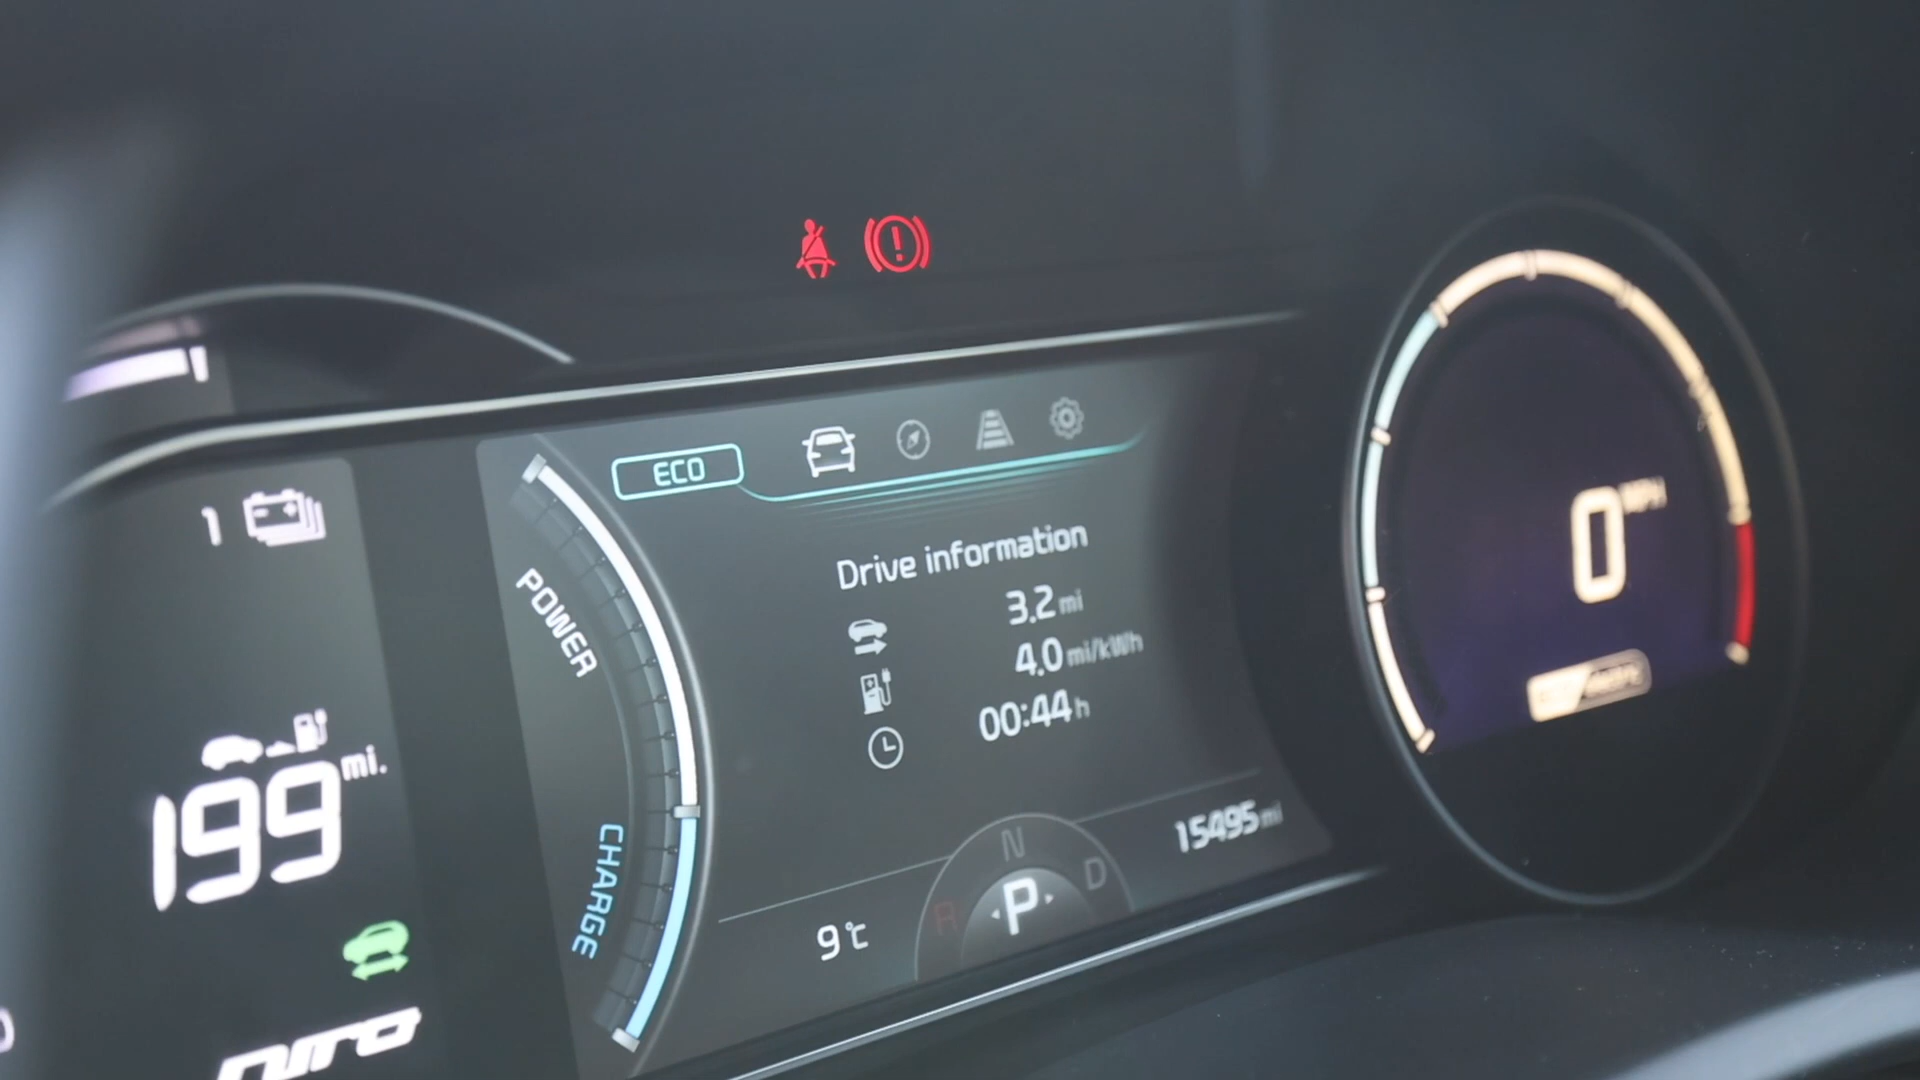 ECO
1
Drive information
3.2 mi
4.0 mi/kWh
00:44 h
POWER
CHARGE
199 mi.
0 MPH
15495 mi
N
R
P
D
9 °C
niro